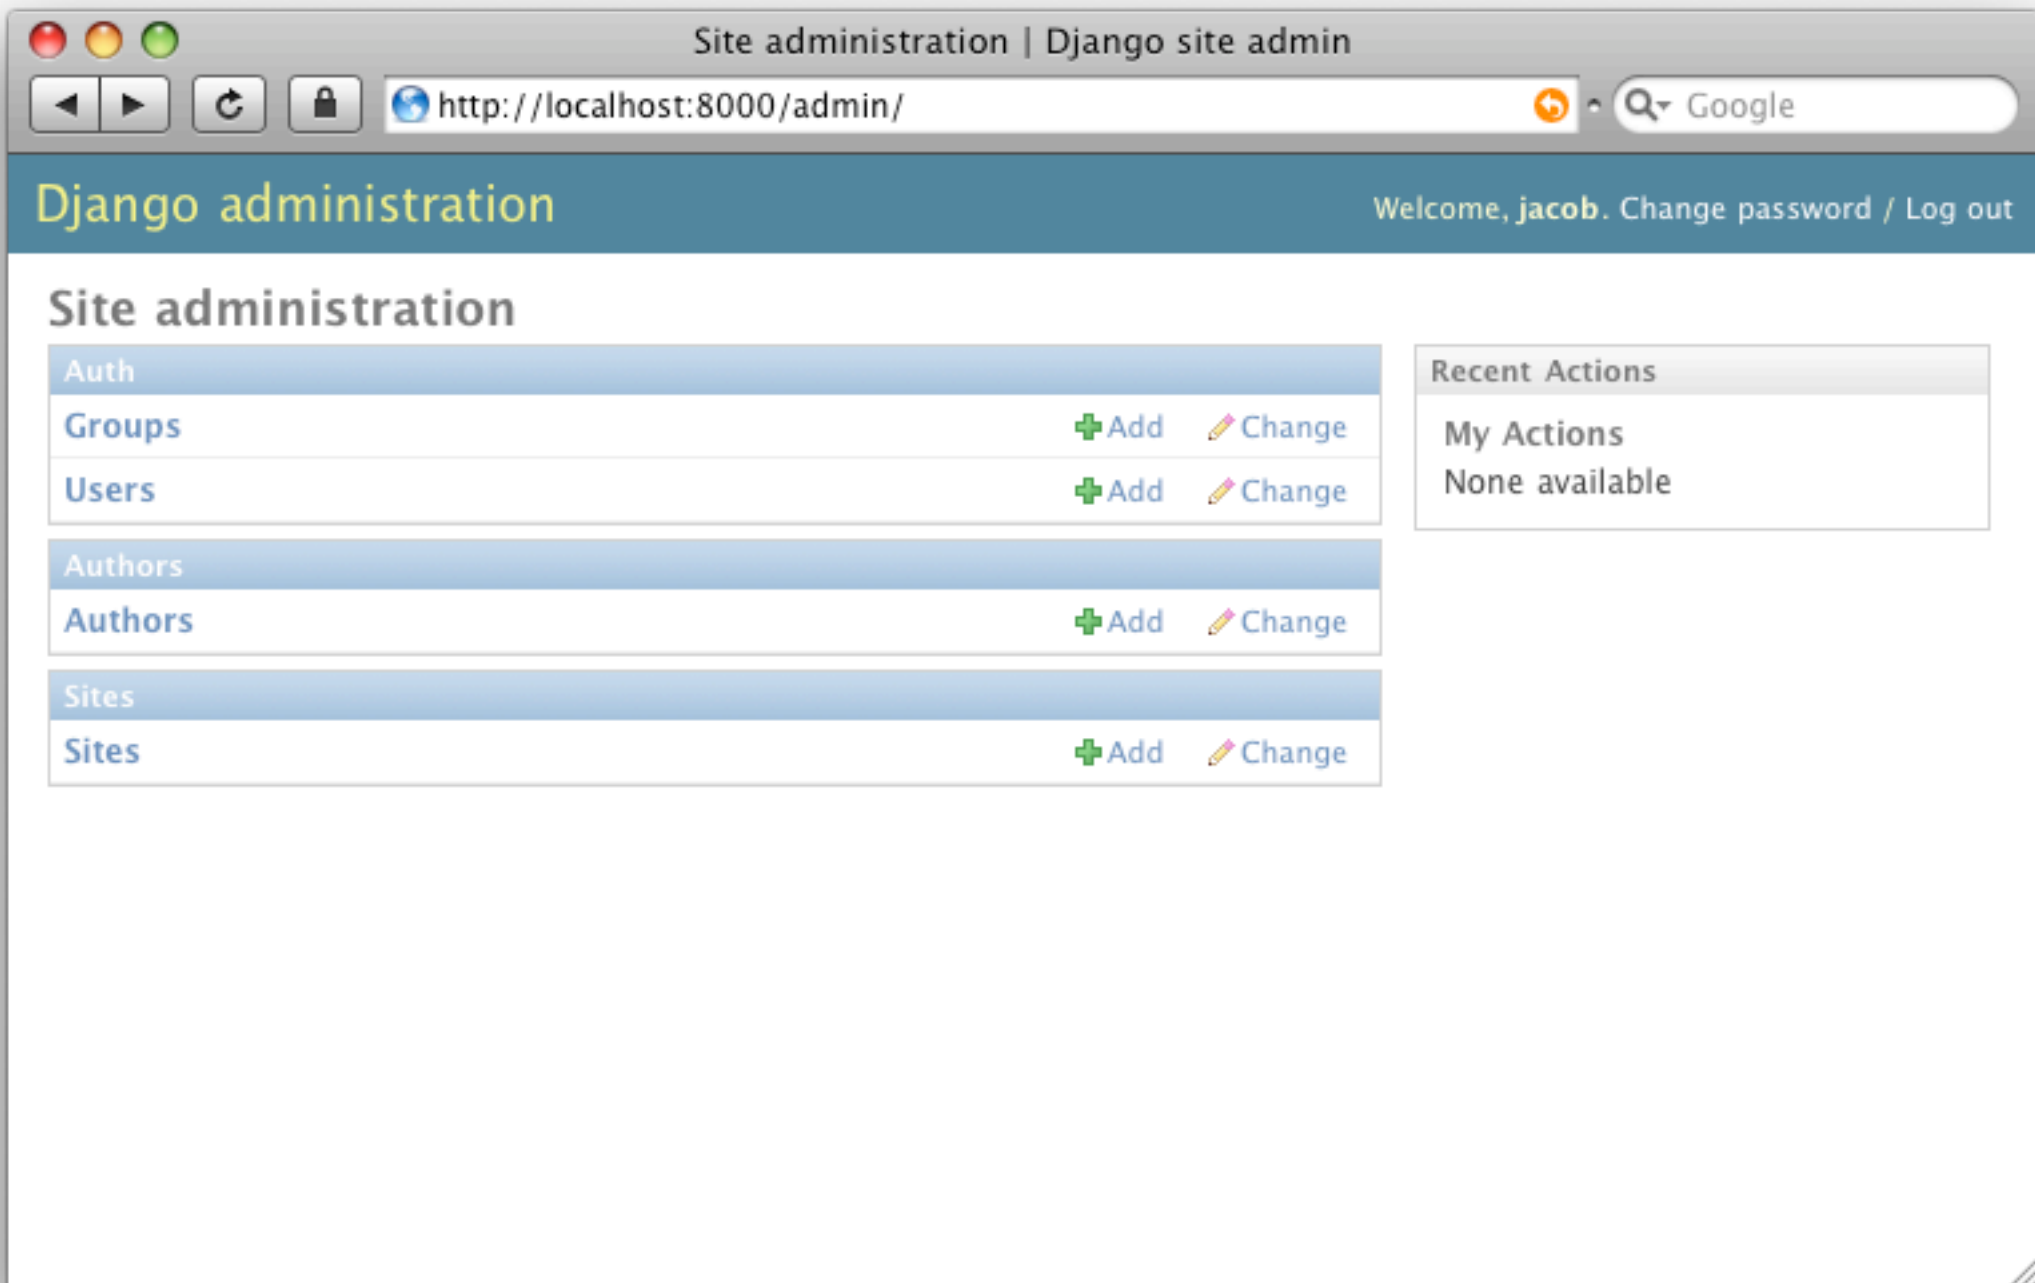 Site administration | Django site admin
http://localhost:8000/admin/
Google
Django administration
Welcome, jacob. Change password / Log out
Site administration
Auth
Groups Add Change
Users Add Change
Authors
Authors Add Change
Sites
Sites Add Change
Recent Actions
My Actions
None available